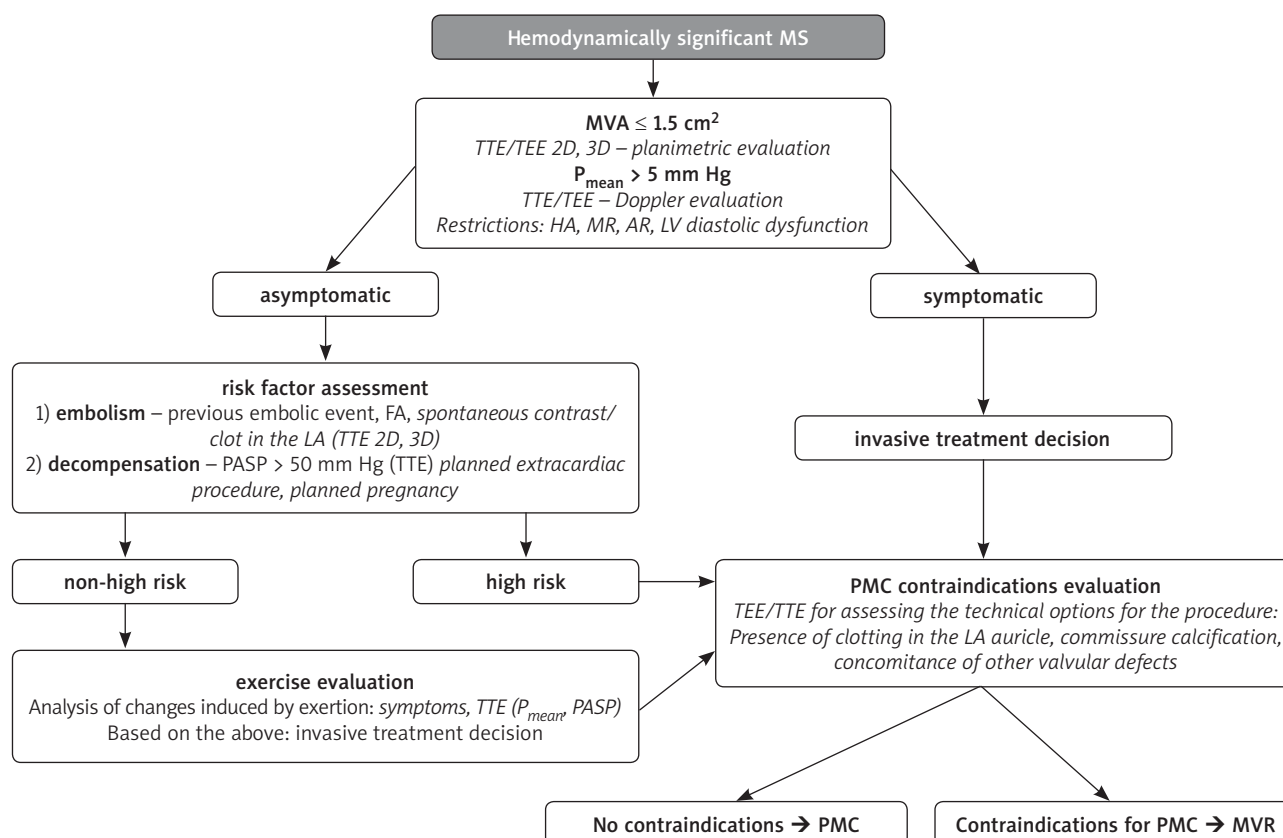 Hemodynamically significant MS
MVA ≤ 1.5 cm²
TTE/TEE 2D, 3D – planimetric evaluation
Pmean > 5 mm Hg
TTE/TEE – Doppler evaluation
Restrictions: HA, MR, AR, LV diastolic dysfunction
asymptomatic
symptomatic
risk factor assessment
1) embolism – previous embolic event, FA, spontaneous contrast/
clot in the LA (TTE 2D, 3D)
2) decompensation – PASP > 50 mm Hg (TTE) planned extracardiac
procedure, planned pregnancy
invasive treatment decision
non-high risk
high risk
PMC contraindications evaluation
TEE/TTE for assessing the technical options for the procedure:
Presence of clotting in the LA auricle, commissure calcification,
concomitance of other valvular defects
exercise evaluation
Analysis of changes induced by exertion: symptoms, TTE (Pmean, PASP)
Based on the above: invasive treatment decision
No contraindications → PMC
Contraindications for PMC → MVR